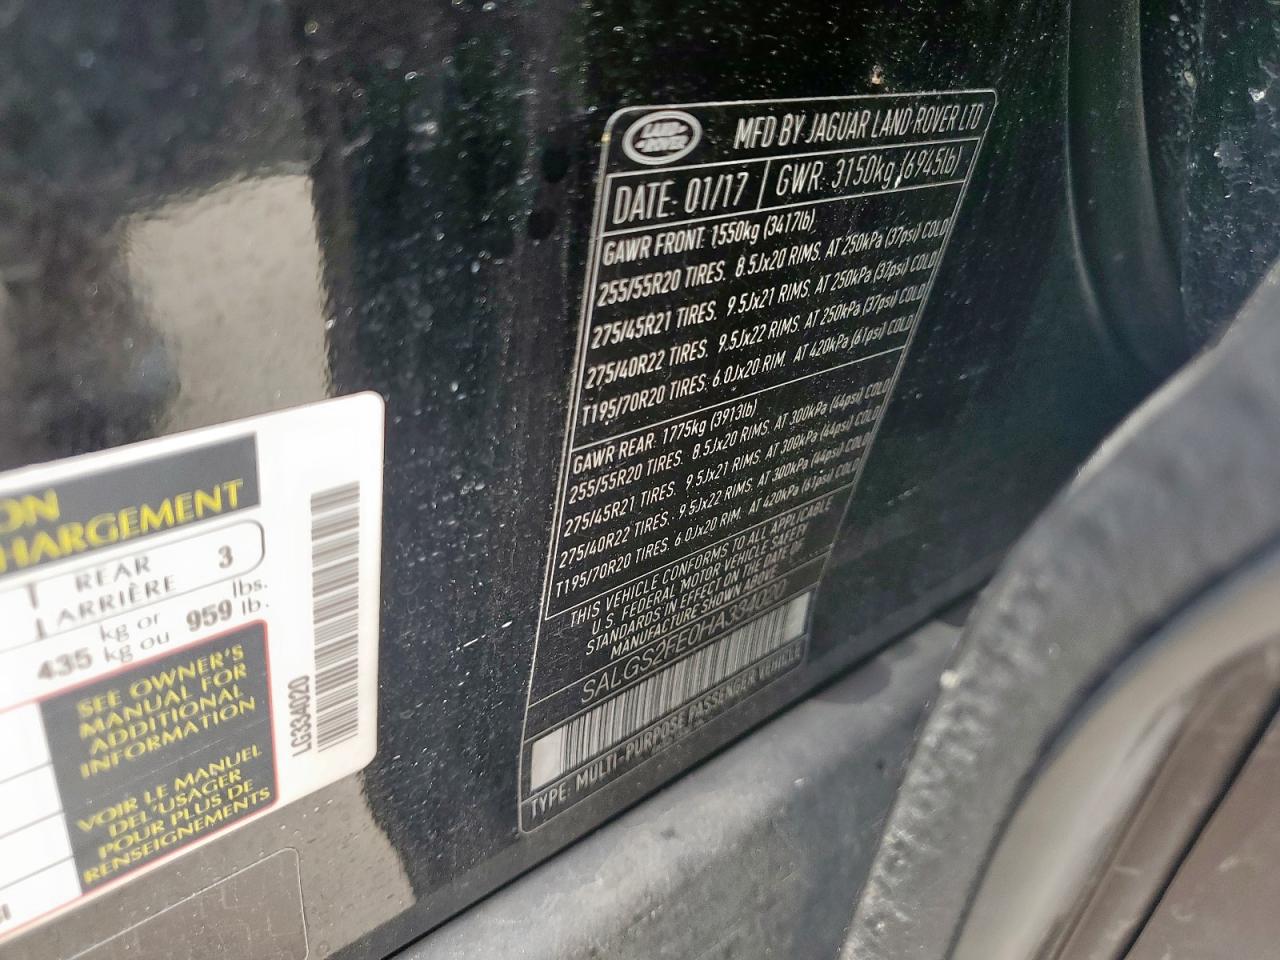 LAND-
-ROVER
MFD BY JAGUAR LAND ROVER LTD
DATE: 01/17 GWR: 3150kg (6945lb)
GAWR FRONT: 1550kg (3417lb)
255/55R20 TIRES. 8.5Jx20 RIMS. AT 250kPa (37psi) COLD
275/45R21 TIRES. 9.5Jx21 RIMS. AT 250kPa (37psi) COLD
275/40R22 TIRES. 9.5Jx22 RIMS. AT 250kPa (37psi) COLD
T195/70R20 TIRES. 6.0Jx20 RIM. AT 420kPa (61psi) COLD
GAWR REAR: 1775kg (3913lb)
255/55R20 TIRES. 8.5Jx20 RIMS. AT 300kPa (44psi) COLD
275/45R21 TIRES. 9.5Jx21 RIMS. AT 300kPa (44psi) COLD
275/40R22 TIRES. 9.5Jx22 RIMS. AT 300kPa (44psi) COLD
T195/70R20 TIRES. 6.0Jx20 RIM. AT 420kPa (61psi) COLD
THIS VEHICLE CONFORMS TO ALL APPLICABLE
U.S. FEDERAL MOTOR VEHICLE SAFETY
STANDARDS IN EFFECT ON THE DATE OF
MANUFACTURE SHOWN ABOVE
SALGS2FE0HA334020
TYPE: MULTI-PURPOSE PASSENGER VEHICLE
ON
HARGEMENT
REAR 3
ARRIÈRE
435 kg or 959 lbs.
kg ou lb.
SEE OWNER'S
MANUAL FOR
ADDITIONAL
INFORMATION
VOIR LE MANUEL
DEL'USAGER
POUR PLUS DE
RENSEIGNEMENTS
LG334020